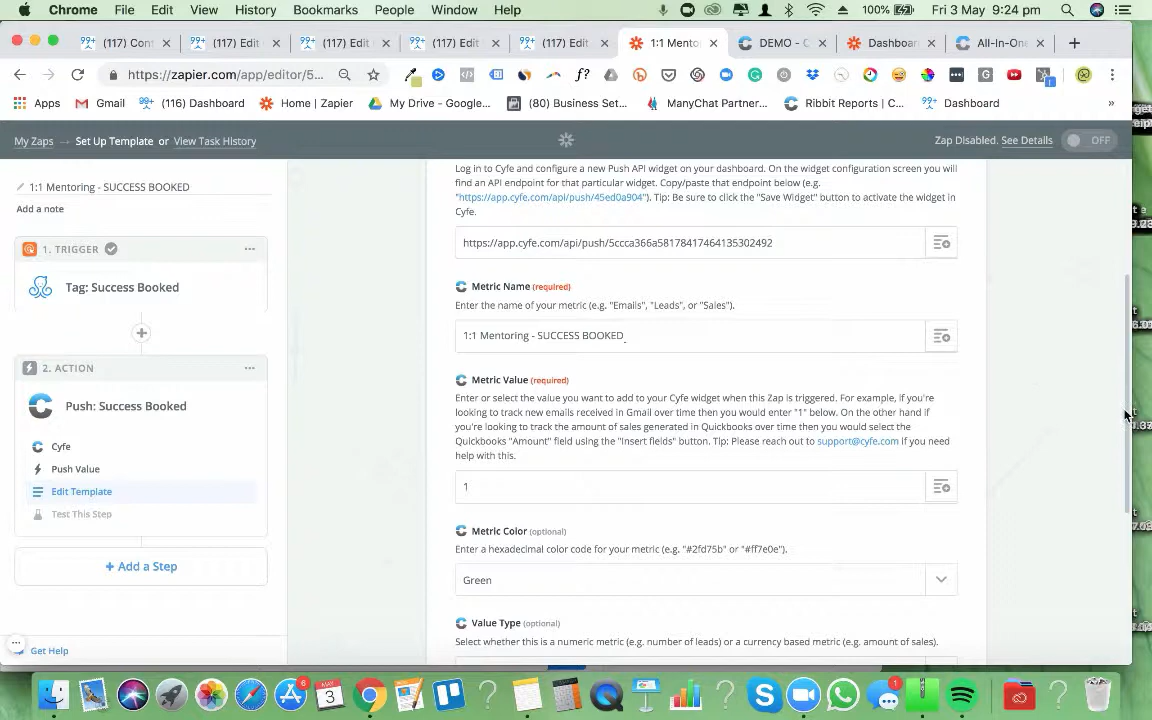 Chrome File Edit View History Bookmarks People Window Help 100% Fri 3 May 9:24 pm
(117) Con (117) Edit (117) Edit (117) Edit (117) Edit 1:1 Mento DEMO - C Dashboar All-In-One
https://zapier.com/app/editor/5...
Apps Gmail (116) Dashboard Home | Zapier My Drive - Google... (80) Business Set... ManyChat Partner... Ribbit Reports | C... Dashboard »
My Zaps → Set Up Template or View Task History Zap Disabled. See Details OFF
1:1 Mentoring - SUCCESS BOOKED
Add a note
1. TRIGGER
Tag: Success Booked
2. ACTION
Push: Success Booked
Cyfe
Push Value
Edit Template
Test This Step
+ Add a Step
Get Help
Log in to Cyfe and configure a new Push API widget on your dashboard. On the widget configuration screen you will
find an API endpoint for that particular widget. Copy/paste that endpoint below (e.g.
"https://app.cyfe.com/api/push/45ed0a904"). Tip: Be sure to click the "Save Widget" button to activate the widget in
Cyfe.
https://app.cyfe.com/api/push/5ccca366a58178417464135302492
Metric Name (required)
Enter the name of your metric (e.g. "Emails", "Leads", or "Sales").
1:1 Mentoring - SUCCESS BOOKED
Metric Value (required)
Enter or select the value you want to add to your Cyfe widget when this Zap is triggered. For example, if you're
looking to track new emails received in Gmail over time then you would enter "1" below. On the other hand if
you're looking to track the amount of sales generated in Quickbooks over time then you would select the
Quickbooks "Amount" field using the "Insert fields" button. Tip: Please reach out to support@cyfe.com if you need
help with this.
1
Metric Color (optional)
Enter a hexadecimal color code for your metric (e.g. "#2fd75b" or "#ff7e0e").
Green
Value Type (optional)
Select whether this is a numeric metric (e.g. number of leads) or a currency based metric (e.g. amount of sales).